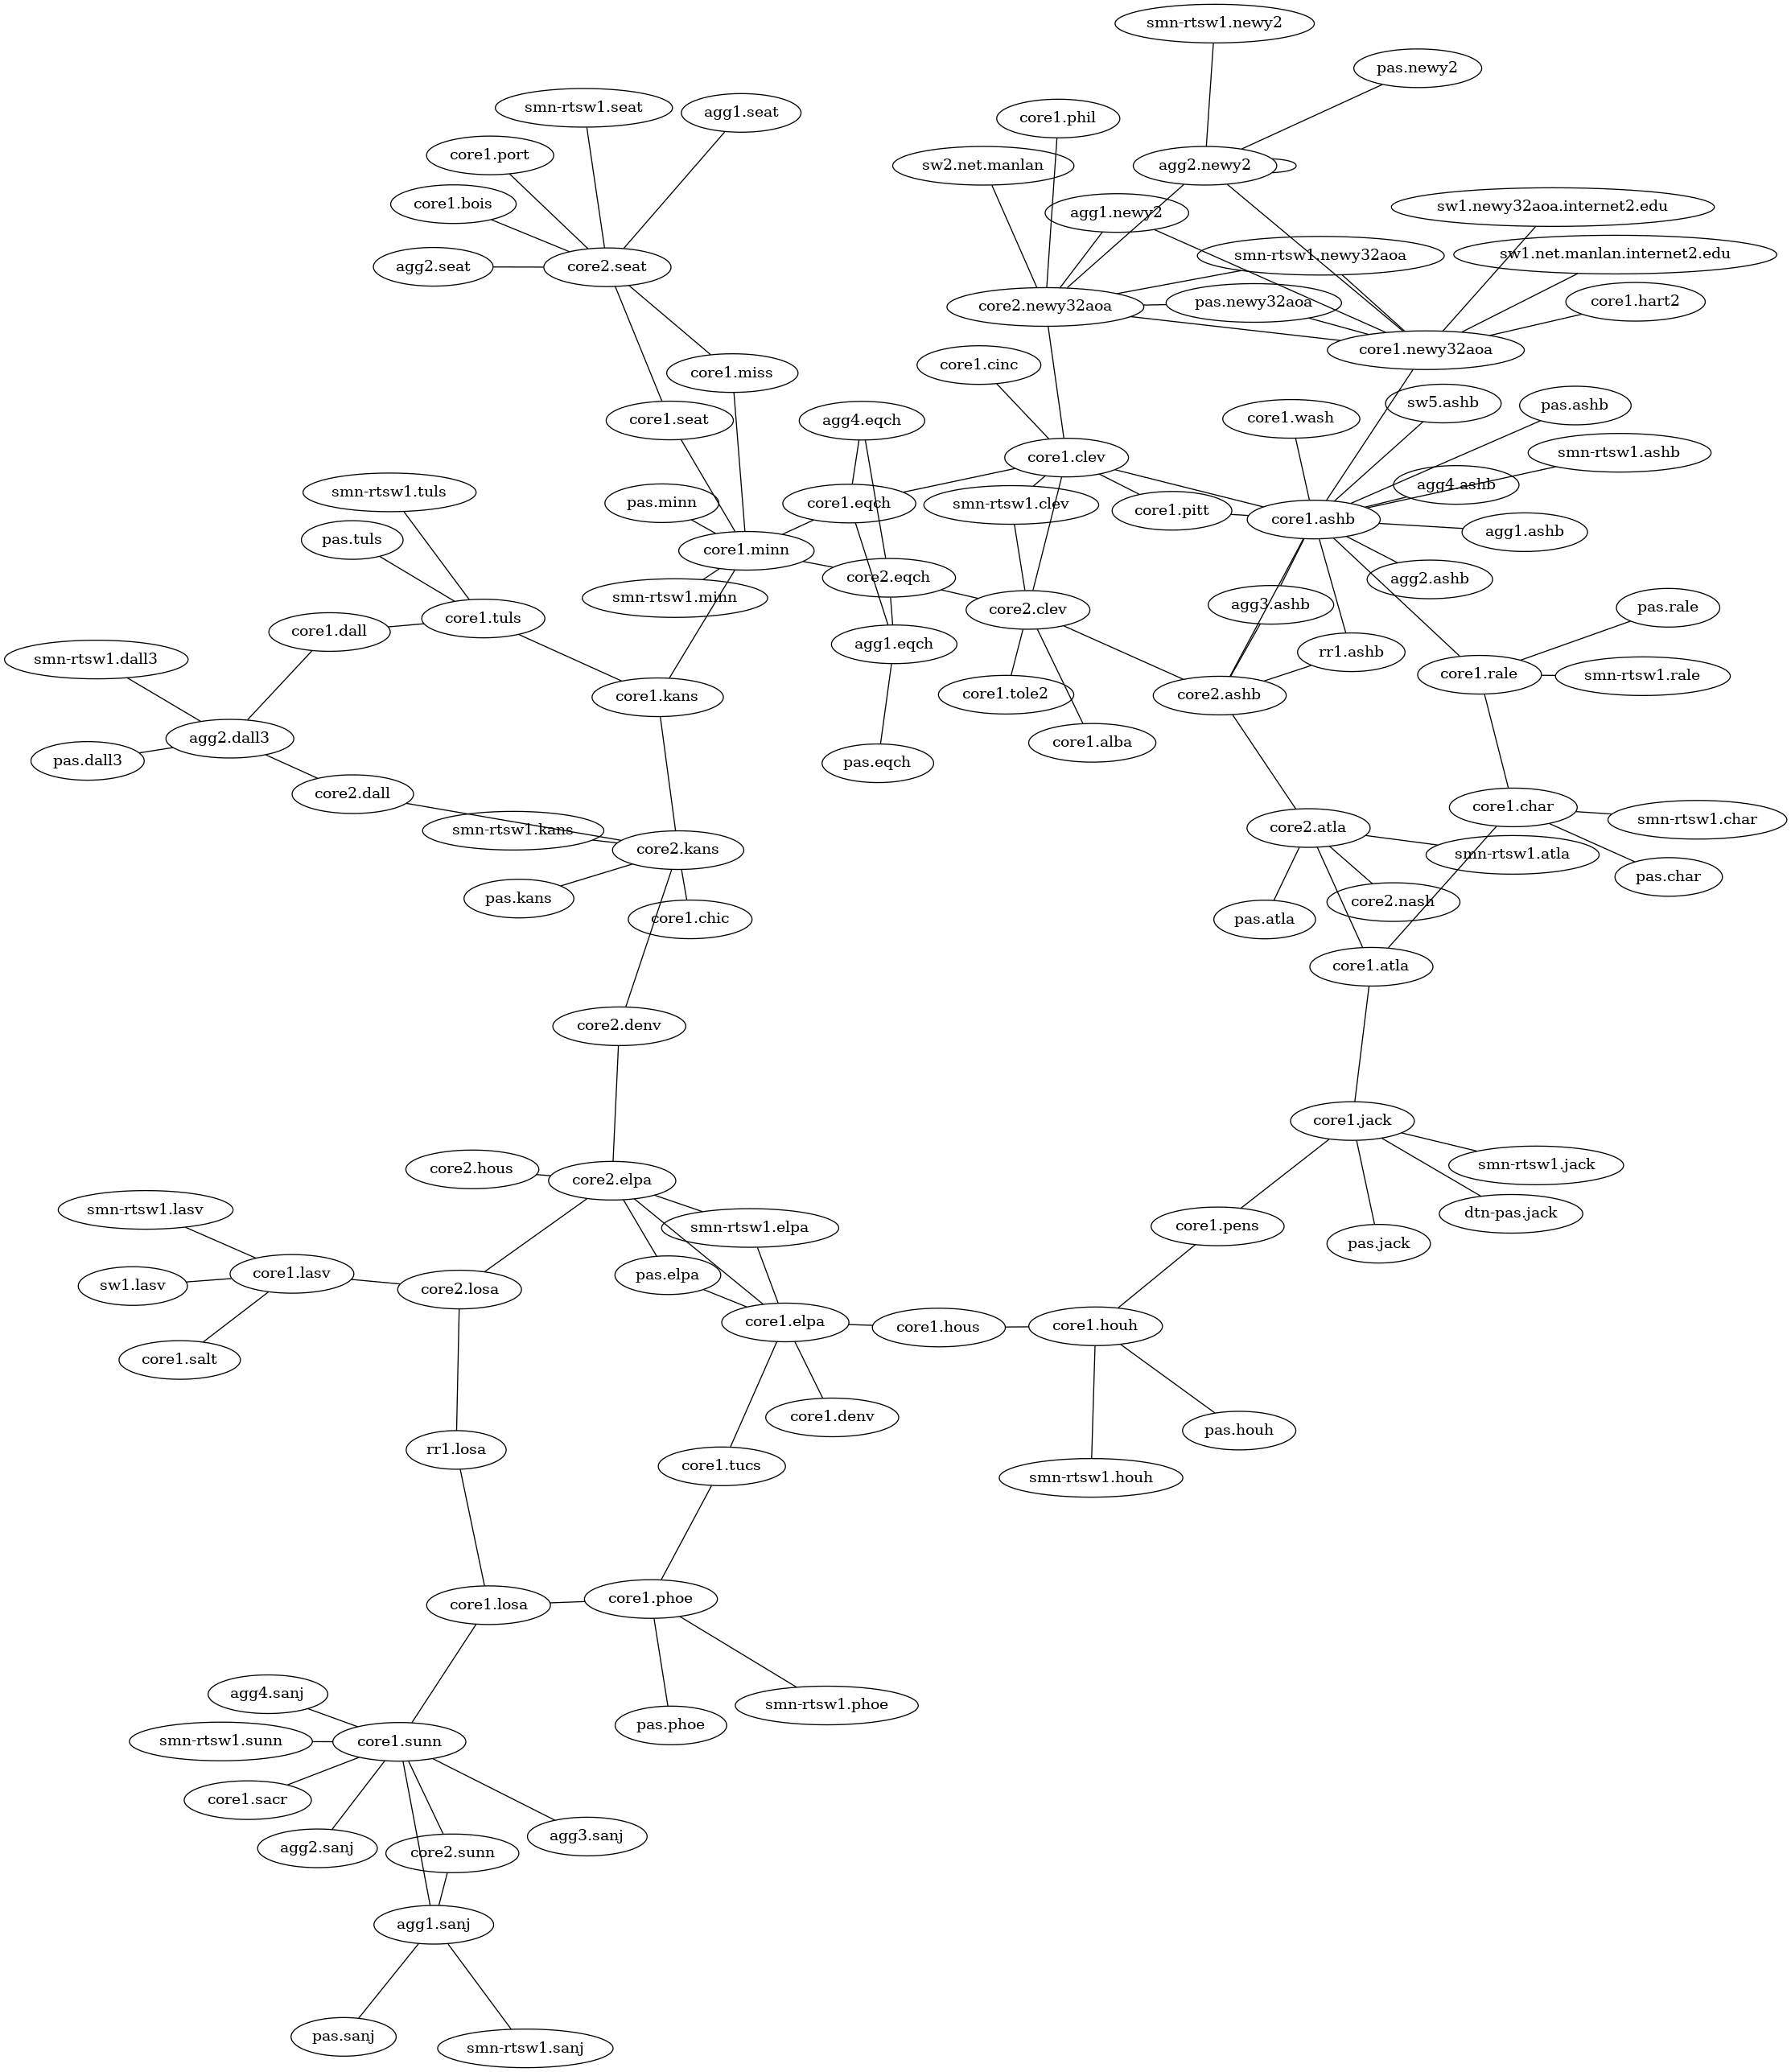 smn-rtsw1.newy2
pas.newy2
smn-rtsw1.seat
agg1.seat
core1.phil
core1.port
sw2.net.manlan
agg2.newy2
core1.bois
agg1.newy2
sw1.newy32aoa.internet2.edu
agg2.seat
core2.seat
smn-rtsw1.newy32aoa
sw1.net.manlan.internet2.edu
core2.newy32aoa
pas.newy32aoa
core1.hart2
core1.newy32aoa
core1.miss
core1.cinc
core1.seat
agg4.eqch
core1.wash
sw5.ashb
pas.ashb
core1.clev
smn-rtsw1.ashb
smn-rtsw1.tuls
pas.minn
core1.eqch
smn-rtsw1.clev
core1.pitt
agg4.ashb
core1.ashb
agg1.ashb
pas.tuls
core1.minn
core2.eqch
agg2.ashb
smn-rtsw1.minn
core2.clev
agg3.ashb
pas.rale
core1.tuls
core1.dall
agg1.eqch
rr1.ashb
smn-rtsw1.dall3
core1.kans
core1.tole2
core2.ashb
core1.rale
smn-rtsw1.rale
agg2.dall3
core1.alba
pas.dall3
pas.eqch
core2.dall
core1.char
smn-rtsw1.char
smn-rtsw1.kans
core2.kans
core2.atla
smn-rtsw1.atla
pas.kans
core1.chic
pas.atla
core2.nash
pas.char
core1.atla
core2.denv
core1.jack
core2.hous
core2.elpa
smn-rtsw1.jack
smn-rtsw1.lasv
smn-rtsw1.elpa
core1.pens
pas.jack
dtn-pas.jack
sw1.lasv
core1.lasv
core2.losa
pas.elpa
core1.elpa
core1.hous
core1.houh
core1.salt
core1.denv
pas.houh
rr1.losa
core1.tucs
smn-rtsw1.houh
core1.losa
core1.phoe
agg4.sanj
pas.phoe
smn-rtsw1.phoe
smn-rtsw1.sunn
core1.sunn
core1.sacr
agg2.sanj
core2.sunn
agg3.sanj
agg1.sanj
pas.sanj
smn-rtsw1.sanj